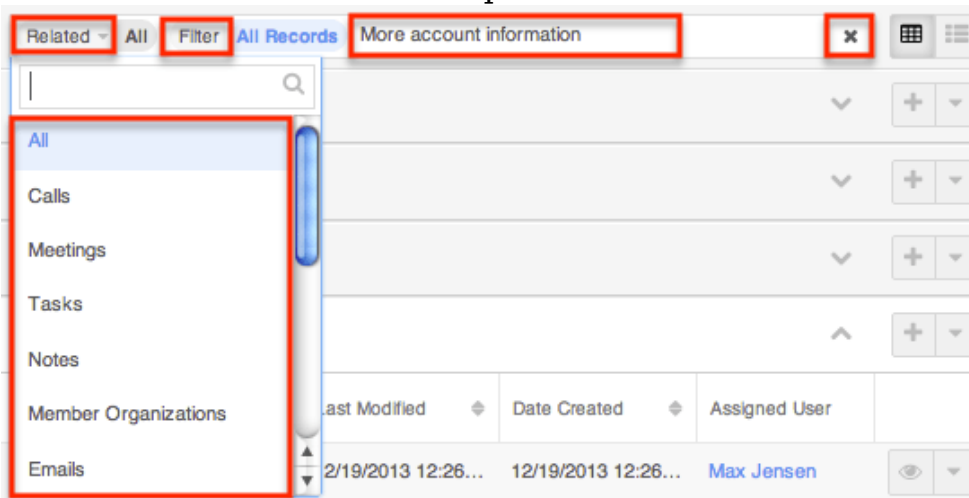 Related All Filter All Records More account information
All
Calls
Meetings
Tasks
Notes
Member Organizations
Last Modified Date Created Assigned User
Emails
2/19/2013 12:26... 12/19/2013 12:26... Max Jensen